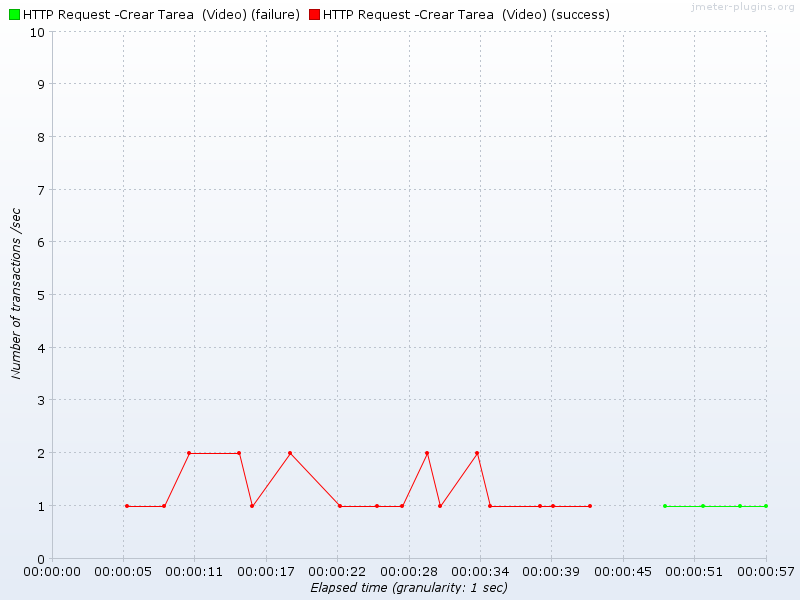 HTTP Request -Crear Tarea  (Video) (failure) HTTP Request -Crear Tarea  (Video) (success)
jmeter-plugins.org
10
9
8
7
6
5
4
3
2
1
0
Number of transactions /sec
00:00:00 00:00:05 00:00:11 00:00:17 00:00:22 00:00:28 00:00:34 00:00:39 00:00:45 00:00:51 00:00:57
Elapsed time (granularity: 1 sec)